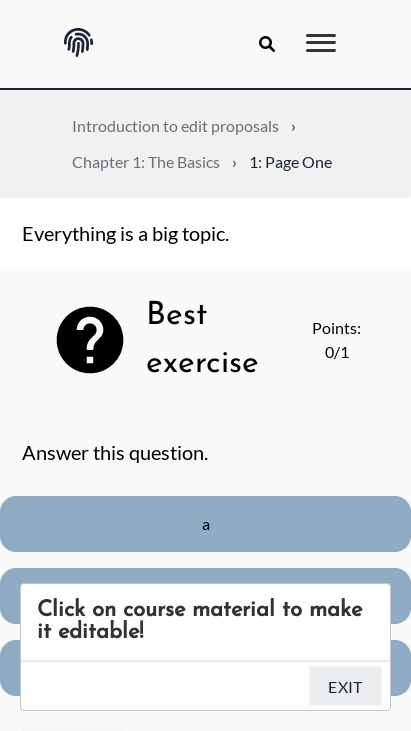 Introduction to edit proposals ›
Chapter 1: The Basics › 1: Page One
Everything is a big topic.
Best
exercise
Points:
0/1
Answer this question.
a
Click on course material to make
it editable!
EXIT